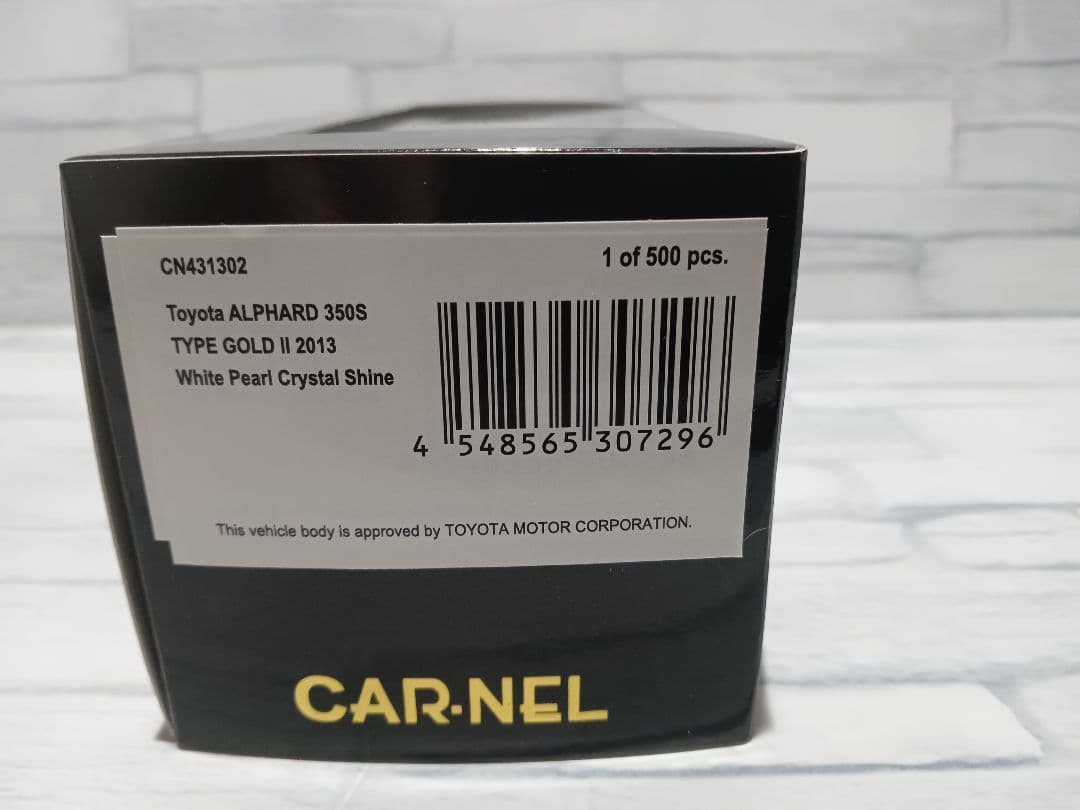 CN431302
1 of 500 pcs.
Toyota ALPHARD 350S
TYPE GOLD II 2013
White Pearl Crystal Shine
4 548565 307296
This vehicle body is approved by TOYOTA MOTOR CORPORATION.
CAR·NEL